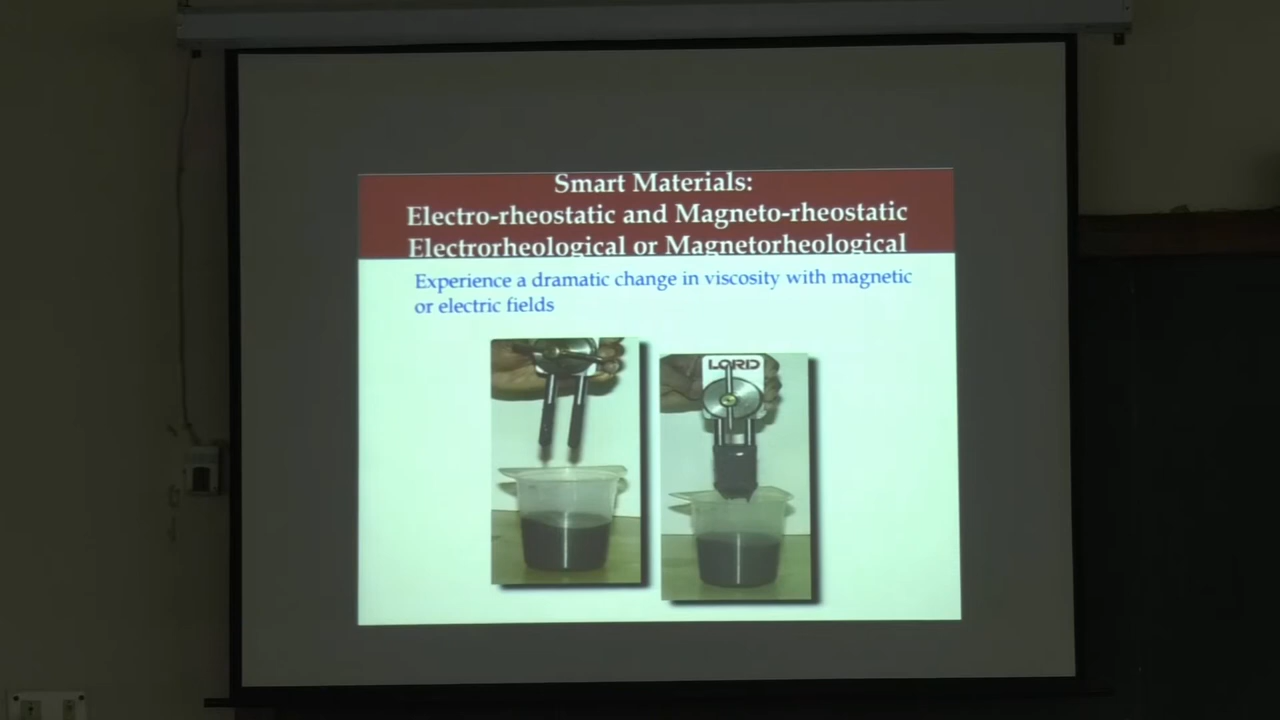 Smart Materials:
Electro-rheostatic and Magneto-rheostatic
Electrorheological or Magnetorheological
Experience a dramatic change in viscosity with magnetic
or electric fields
LORD